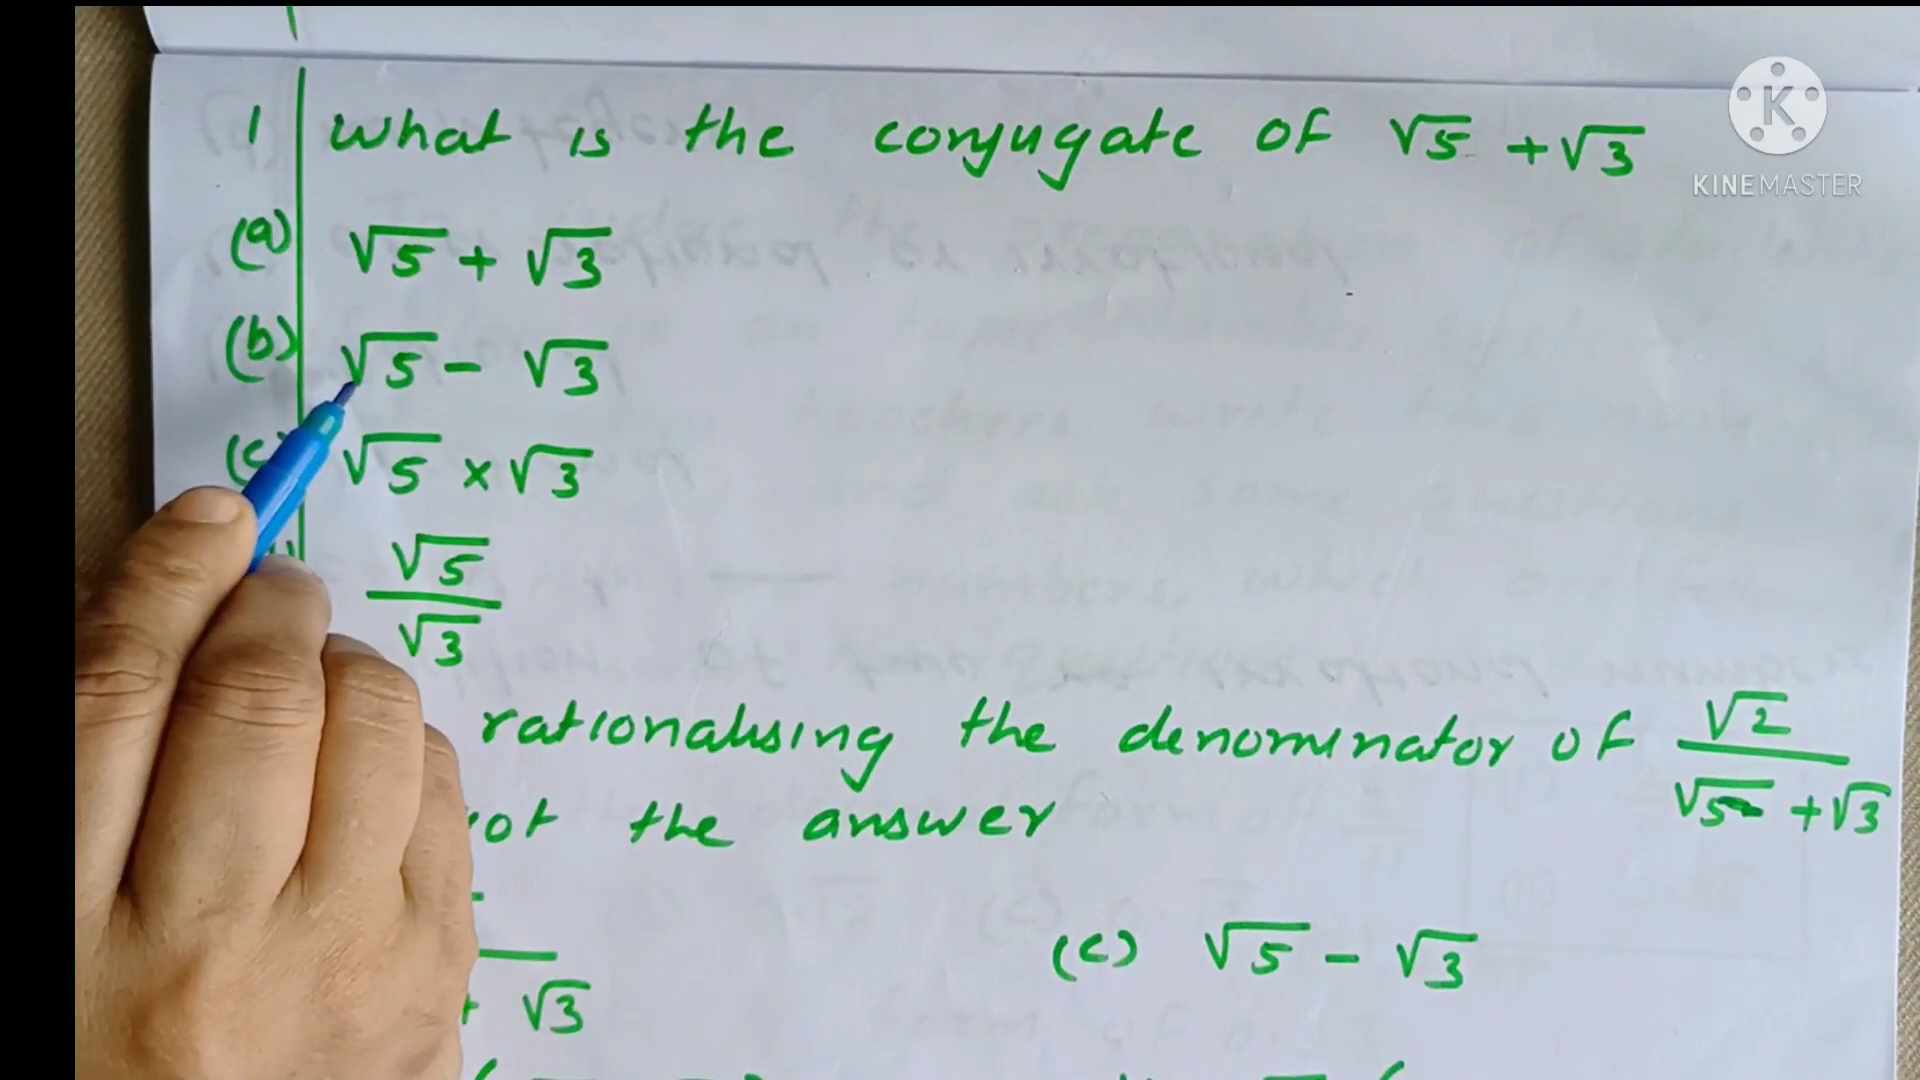 1 what is the conjugate of √5 + √3
KINEMASTER
(a) √5 + √3
(b) √5 - √3
(c) √5 × √3
√5
√3
rationalising the denominator of √2
√5 + √3
the answer
(c) √5 - √3
+ √3